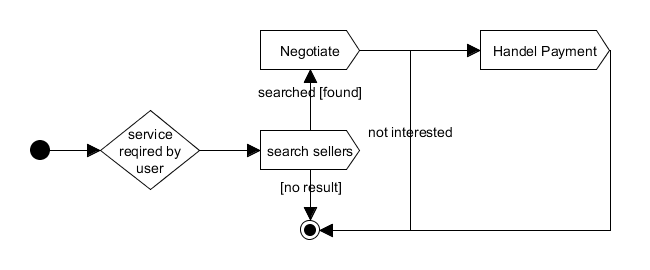 Negotiate
Handel Payment
searched [found]
service
reqired by
user
not interested
search sellers
[no result]